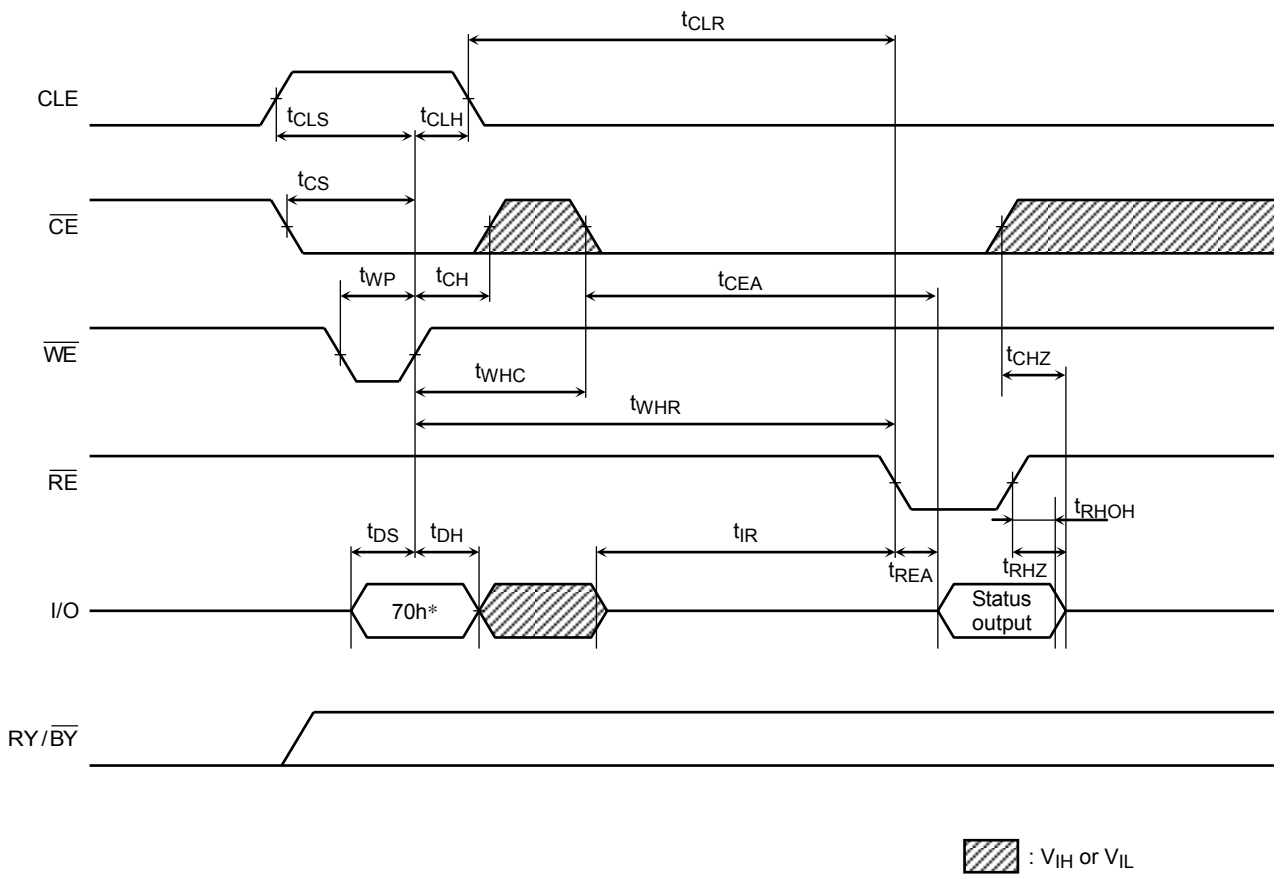 tCLR
CLE
tCLS
tCLH
tCS
CE
tWP
tCH
tCEA
WE
tCHZ
tWHC
tWHR
RE
tRHOH
tDS
tDH
tIR
tREA
tRHZ
I/O
70h*
Status
output
RY/BY
: VIH or VIL